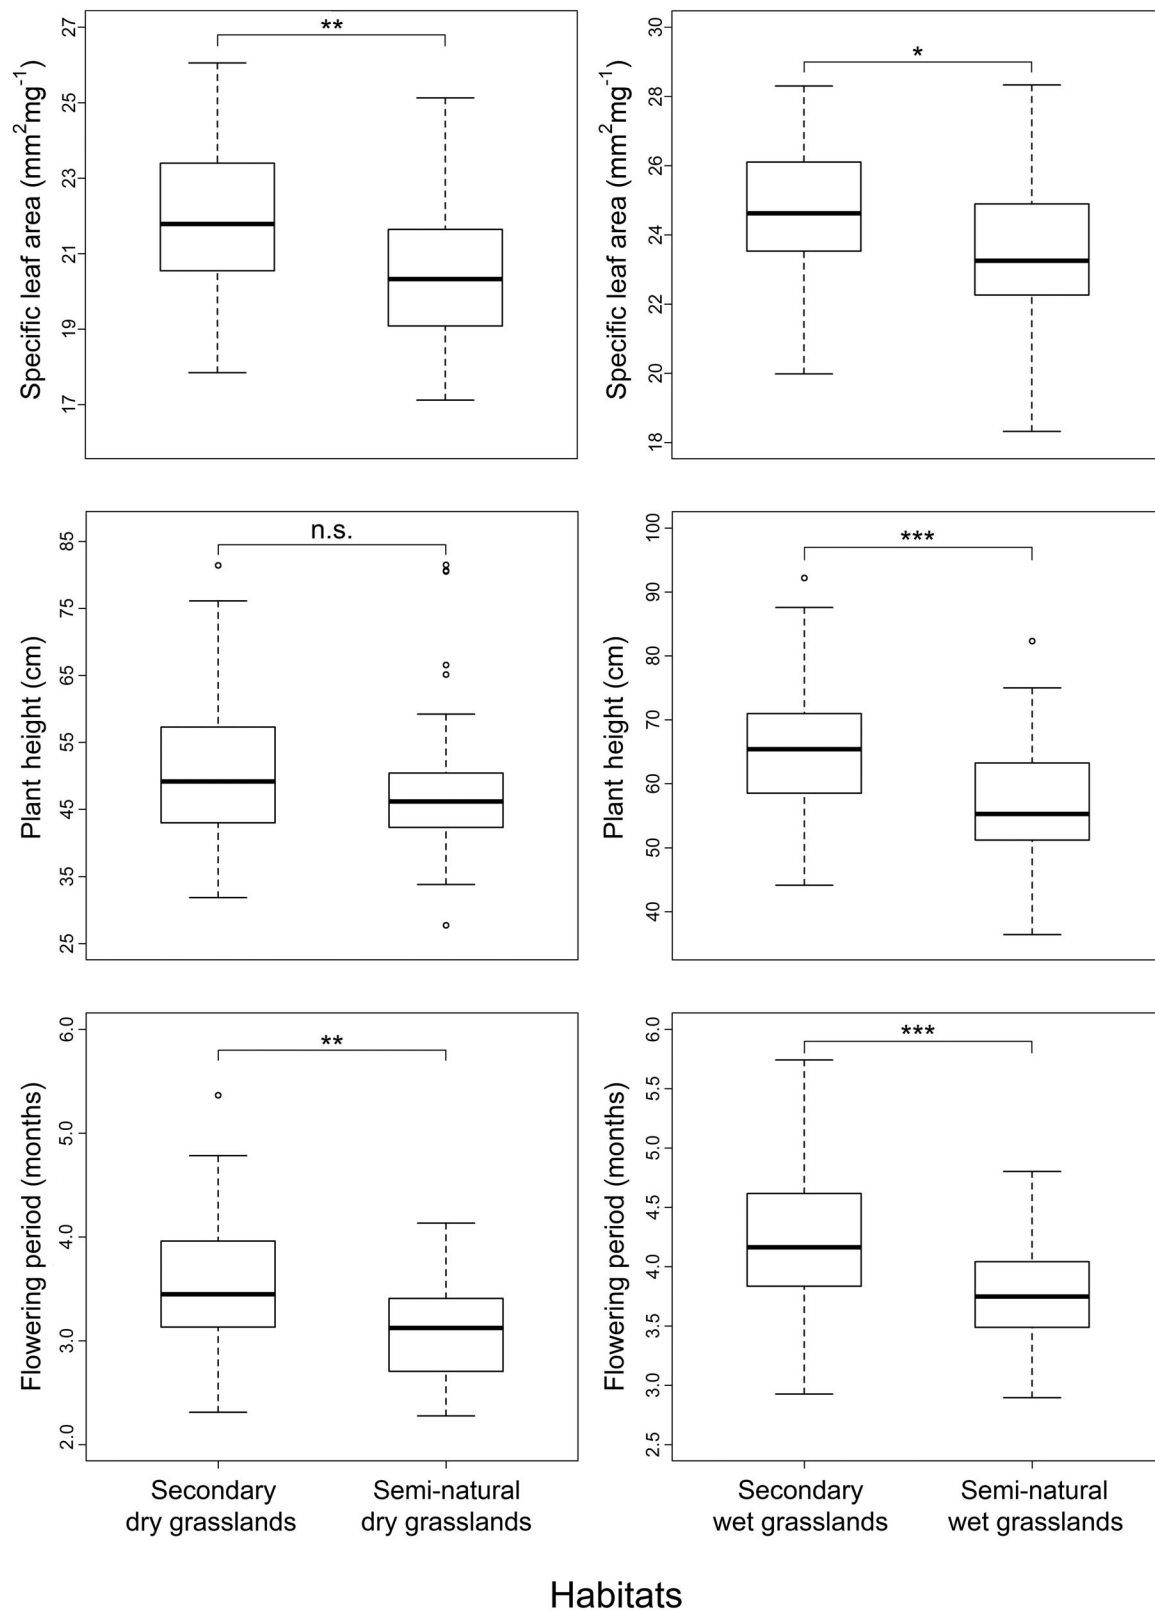 Specific leaf area (mm²mg⁻¹)
27
25
23
21
19
17
**
Specific leaf area (mm²mg⁻¹)
30
28
26
24
22
20
18
*
Plant height (cm)
85
75
65
55
45
35
25
n.s.
Plant height (cm)
100
90
80
70
60
50
40
***
Flowering period (months)
6.0
5.0
4.0
3.0
2.0
**
Flowering period (months)
6.0
5.5
5.0
4.5
4.0
3.5
3.0
2.5
***
Secondary
dry grasslands
Semi-natural
dry grasslands
Secondary
wet grasslands
Semi-natural
wet grasslands
Habitats